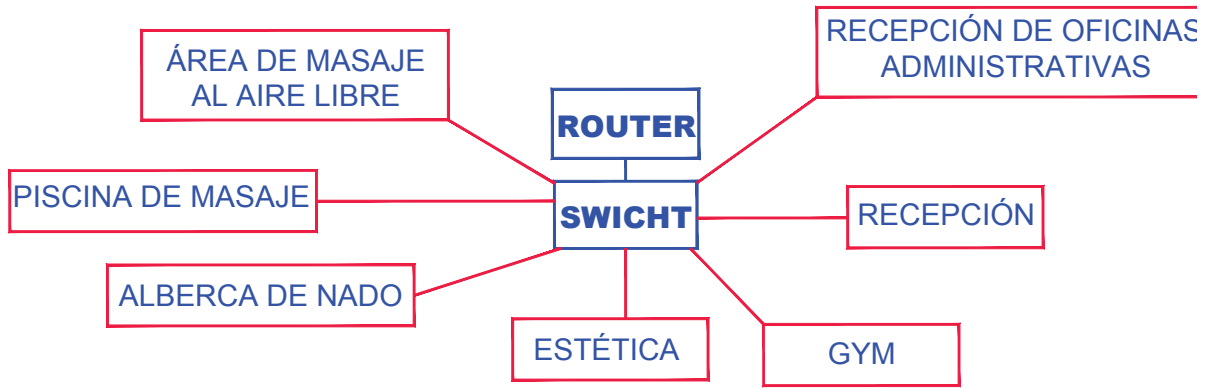 ÁREA DE MASAJE
AL AIRE LIBRE
RECEPCIÓN DE OFICINAS
ADMINISTRATIVAS
ROUTER
PISCINA DE MASAJE
SWICHT
RECEPCIÓN
ALBERCA DE NADO
ESTÉTICA
GYM